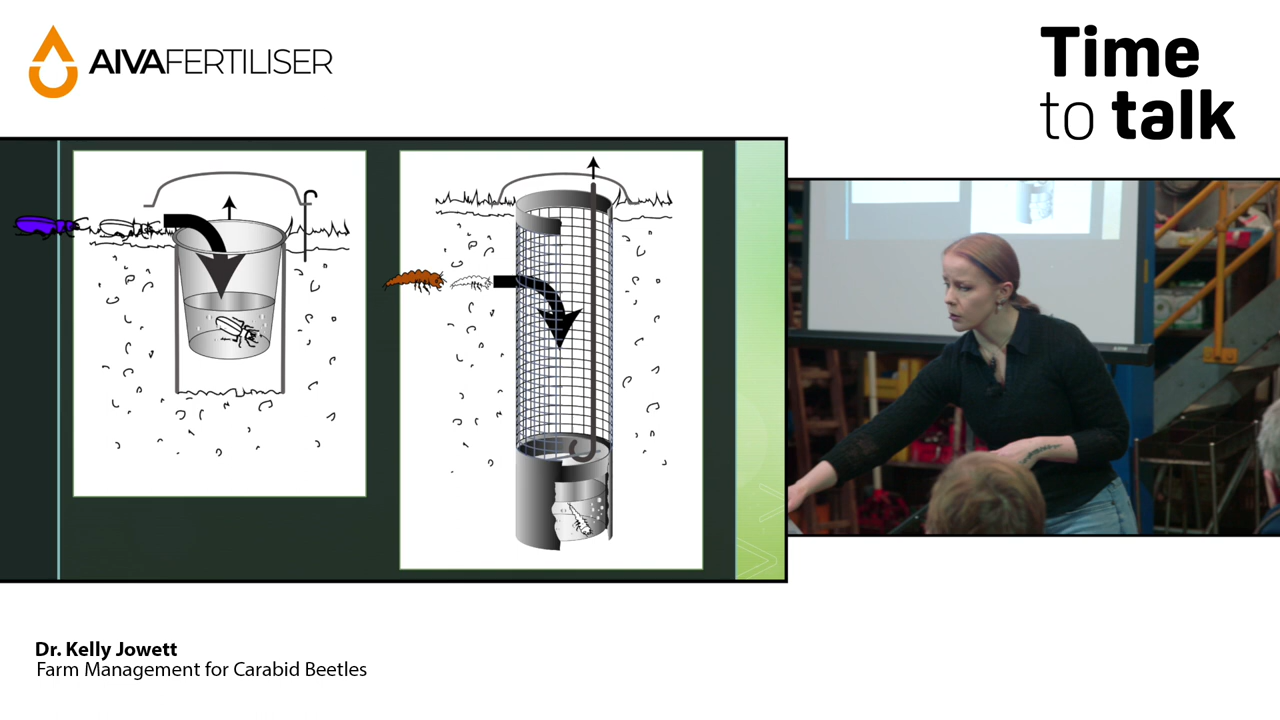 AIVAFERTILISER
Time
to talk
Dr. Kelly Jowett
Farm Management for Carabid Beetles